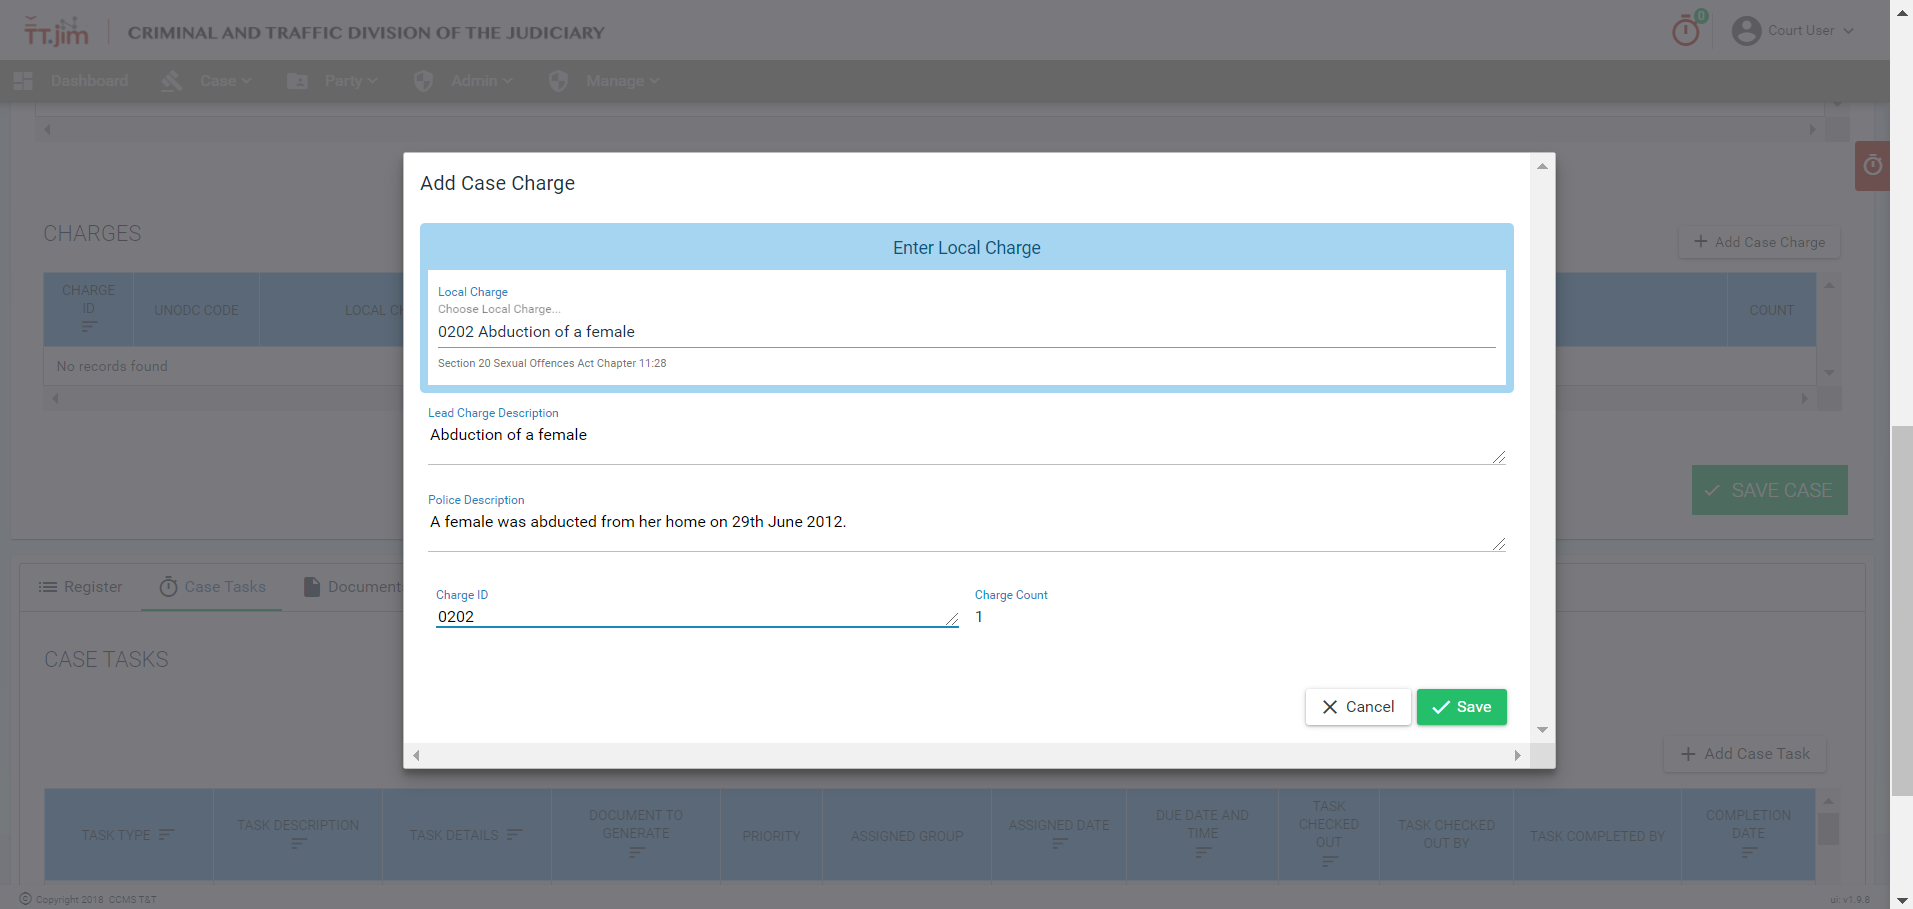 TT.jim
CRIMINAL AND TRAFFIC DIVISION OF THE JUDICIARY
0
Court User
Dashboard
Case
Party
Admin
Manage
Add Case Charge
Enter Local Charge
Local Charge
Choose Local Charge...
0202 Abduction of a female
Section 20 Sexual Offences Act Chapter 11:28
Lead Charge Description
Abduction of a female
Police Description
A female was abducted from her home on 29th June 2012.
Charge ID
0202
Charge Count
1
Cancel
Save
CHARGES
Add Case Charge
CHARGE
ID
UNODC CODE
LOCAL CH
COUNT
No records found
SAVE CASE
Register
Case Tasks
Document
CASE TASKS
Add Case Task
TASK TYPE
TASK DESCRIPTION
TASK DETAILS
DOCUMENT TO
GENERATE
PRIORITY
ASSIGNED GROUP
ASSIGNED DATE
DUE DATE AND
TIME
TASK
CHECKED
OUT
TASK CHECKED
OUT BY
TASK COMPLETED BY
COMPLETION
DATE
© Copyright 2018 CCMS T&T
ui: v1.9.8